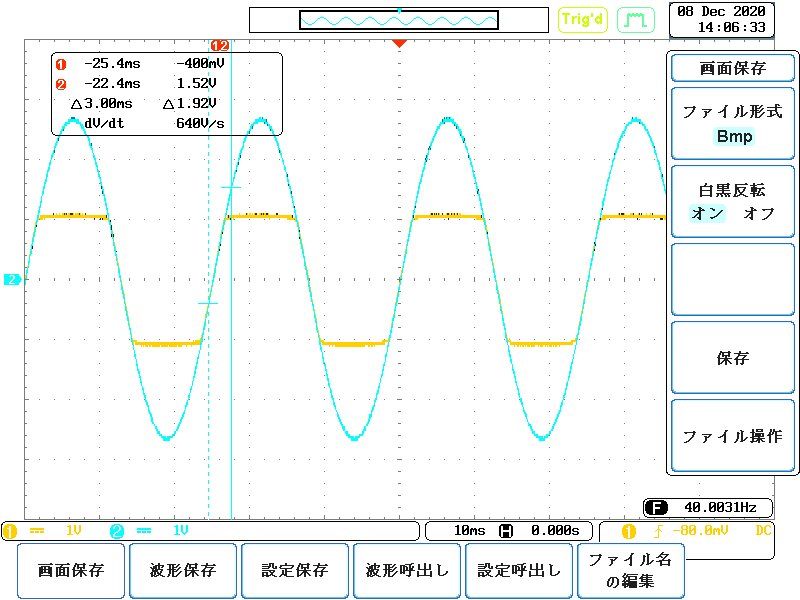 Trig'd
08 Dec 2020
14:06:33
12
1 -25.4ms -400mV
2 -22.4ms 1.52V
△3.00ms △1.92V
dV/dt 640V/s
画面保存
ファイル形式
Bmp
白黒反転
オン オフ
保存
ファイル操作
2
F 40.0031Hz
1 1V 2 1V
10ms H 0.000s
1 -80.0mV DC
画面保存
波形保存
設定保存
波形呼出し
設定呼出し
ファイル名
の編集